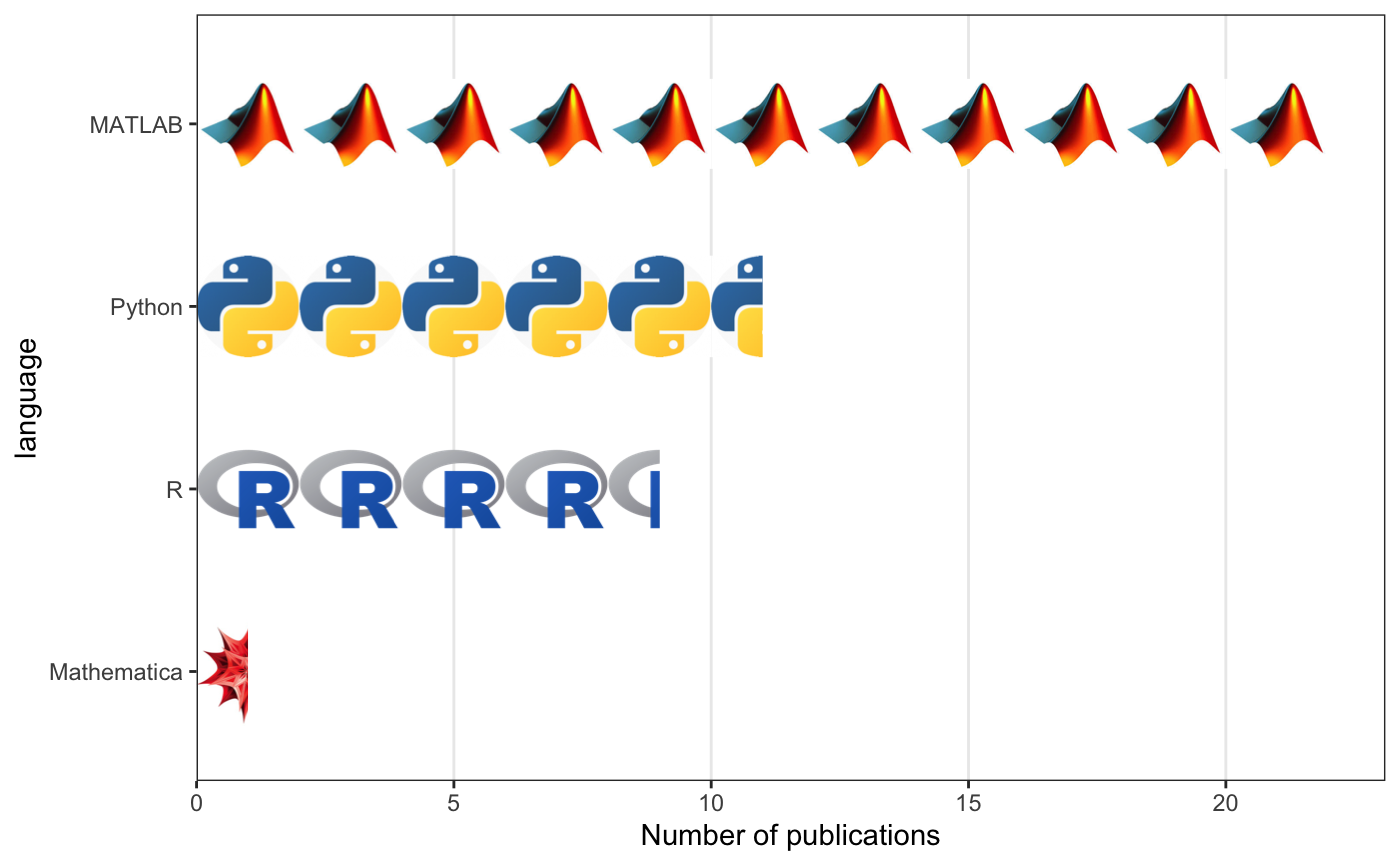 MATLAB
Python
R
R R R R
Mathematica
0 5 10 15 20
Number of publications
language